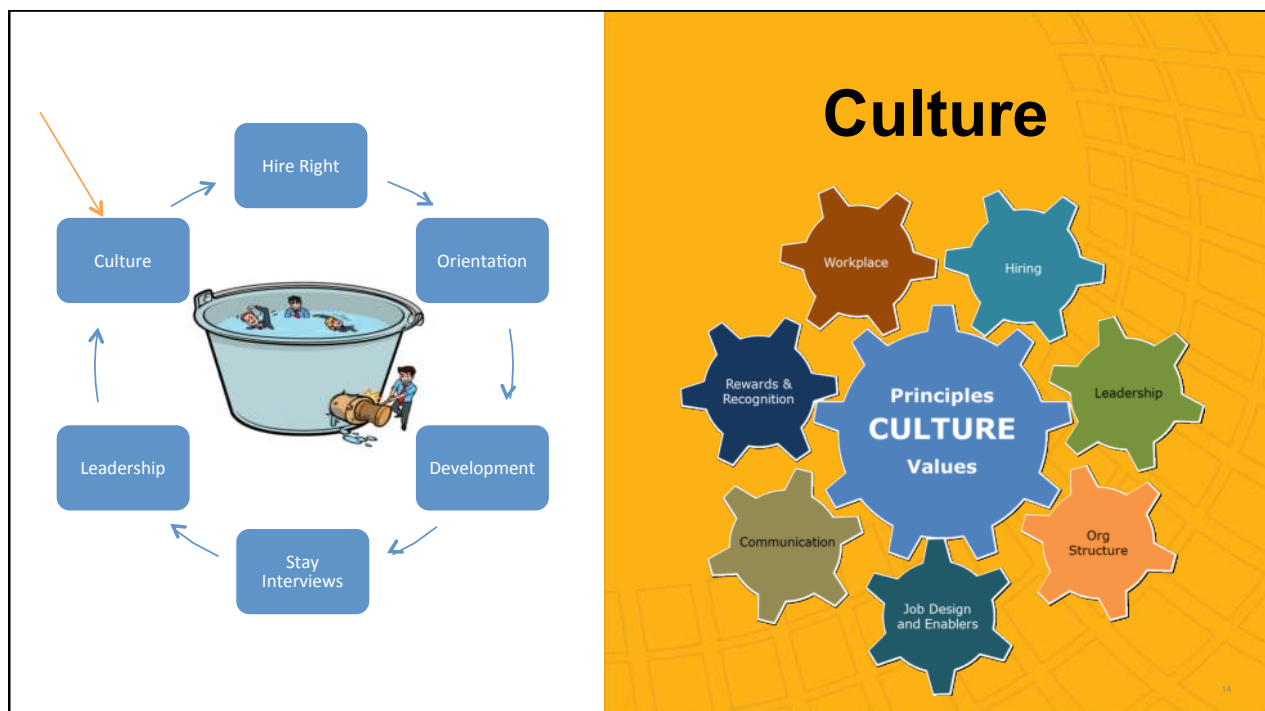 Hire Right
Culture
Orientation
Leadership
Development
Stay
Interviews
Culture
Workplace
Hiring
Rewards &
Recognition
Principles
CULTURE
Values
Leadership
Communication
Org
Structure
Job Design
and Enablers
14